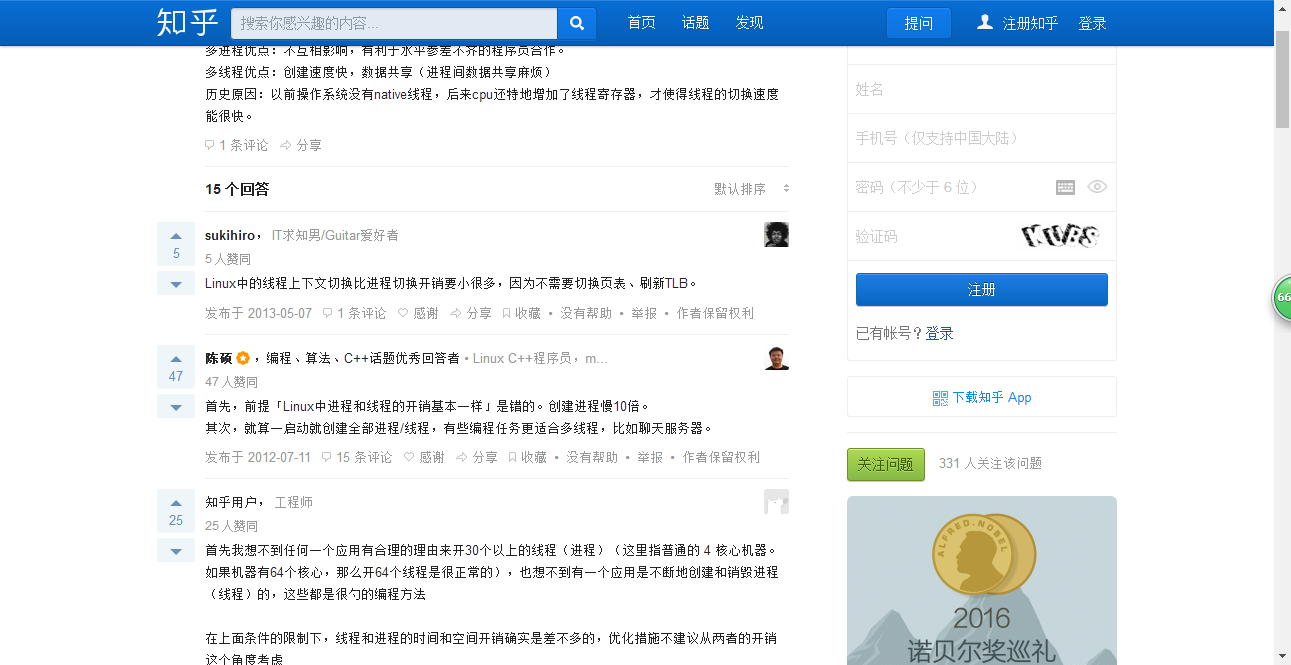 知乎
搜索你感兴趣的内容...
首页 话题 发现
提问
注册知乎 登录
多进程优点：不互相影响，有利于水平参差不齐的程序员合作。
多线程优点：创建速度快，数据共享（进程间数据共享麻烦）
历史原因：以前操作系统没有native线程，后来cpu还特地增加了线程寄存器，才使得线程的切换速度
能很快。
1 条评论 分享
15 个回答
默认排序
5
sukihiro， IT求知男/Guitar爱好者
5 人赞同
Linux中的线程上下文切换比进程切换开销要小很多，因为不需要切换页表、刷新TLB。
发布于 2013-05-07 1 条评论 感谢 分享 收藏 • 没有帮助 • 举报 • 作者保留权利
47
陈硕 ，编程、算法、C++话题优秀回答者 • Linux C++程序员，m...
47 人赞同
首先，前提「Linux中进程和线程的开销基本一样」是错的。创建进程慢10倍。
其次，就算一启动就创建全部进程/线程，有些编程任务更适合多线程，比如聊天服务器。
发布于 2012-07-11 15 条评论 感谢 分享 收藏 • 没有帮助 • 举报 • 作者保留权利
25
知乎用户， 工程师
25 人赞同
首先我想不到任何一个应用有合理的理由来开30个以上的线程（进程）（这里指普通的 4 核心机器。
如果机器有64个核心，那么开64个线程是很正常的），也想不到有一个应用是不断地创建和销毁进程
（线程）的，这些都是很勺的编程方法
在上面条件的限制下，线程和进程的时间和空间开销确实是差不多的，优化措施不建议从两者的开销
这个角度考虑
姓名
手机号（仅支持中国大陆）
密码（不少于 6 位）
验证码
注册
已有帐号？登录
下载知乎 App
关注问题
331 人关注该问题
ALFRED·NOBEL
2016
诺贝尔奖巡礼
66